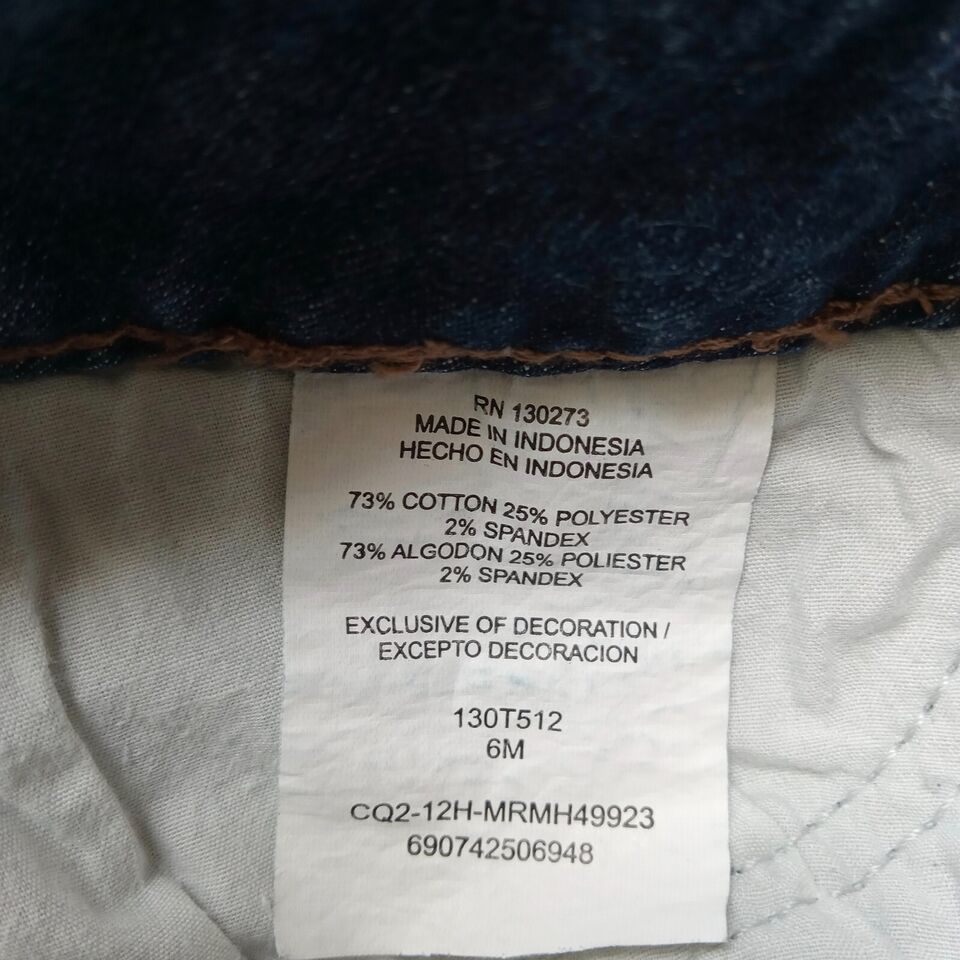 RN 130273
MADE IN INDONESIA
HECHO EN INDONESIA
73% COTTON 25% POLYESTER
2% SPANDEX
73% ALGODON 25% POLIESTER
2% SPANDEX
EXCLUSIVE OF DECORATION /
EXCEPTO DECORACION
130T512
6M
CQ2-12H-MRMH49923
690742506948